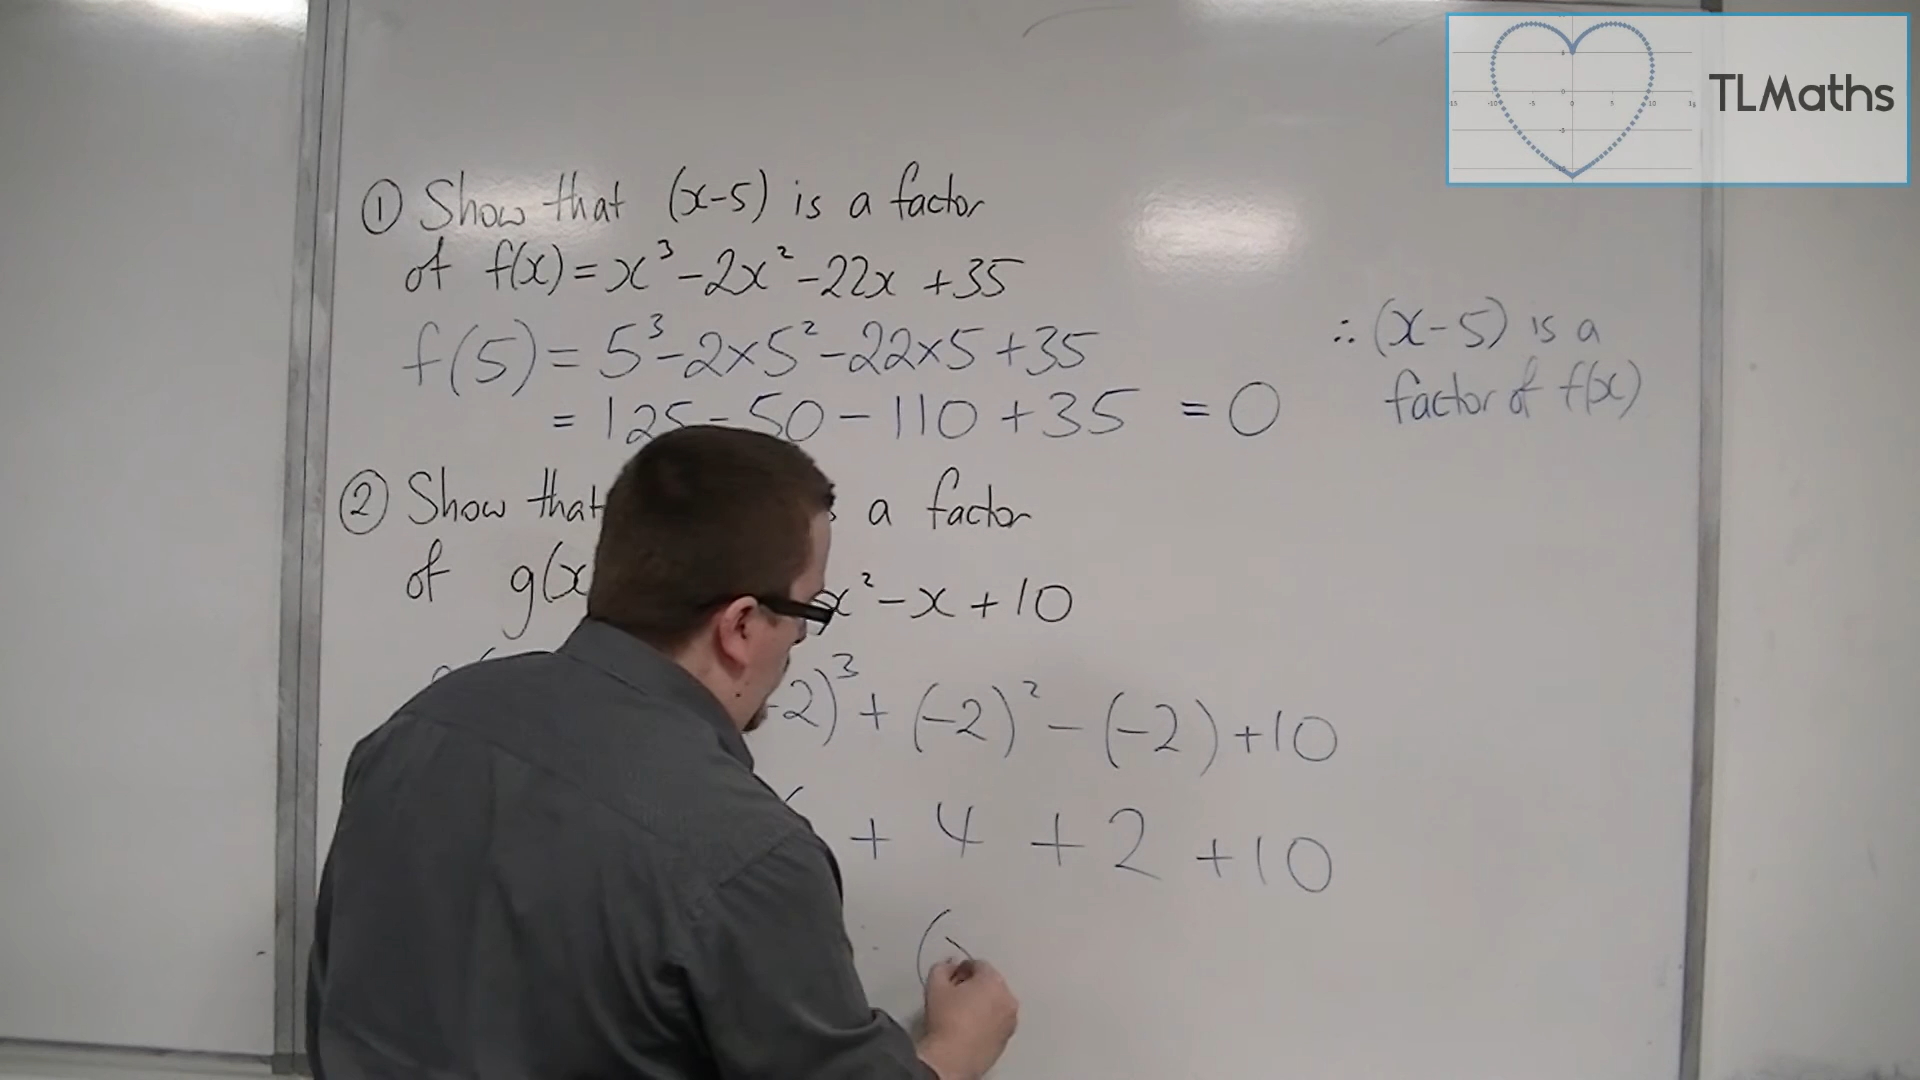 TLMaths
① Show that (x-5) is a factor
of f(x) = x³ - 2x² - 22x + 35
f(5) = 5³ - 2×5² - 22×5 + 35
= 125 - 50 - 110 + 35 = 0
∴ (x-5) is a
factor of f(x)
② Show that a factor
of g(x x² - x + 10
-2)³ + (-2)² - (-2) + 10
+ 4 + 2 + 10
(